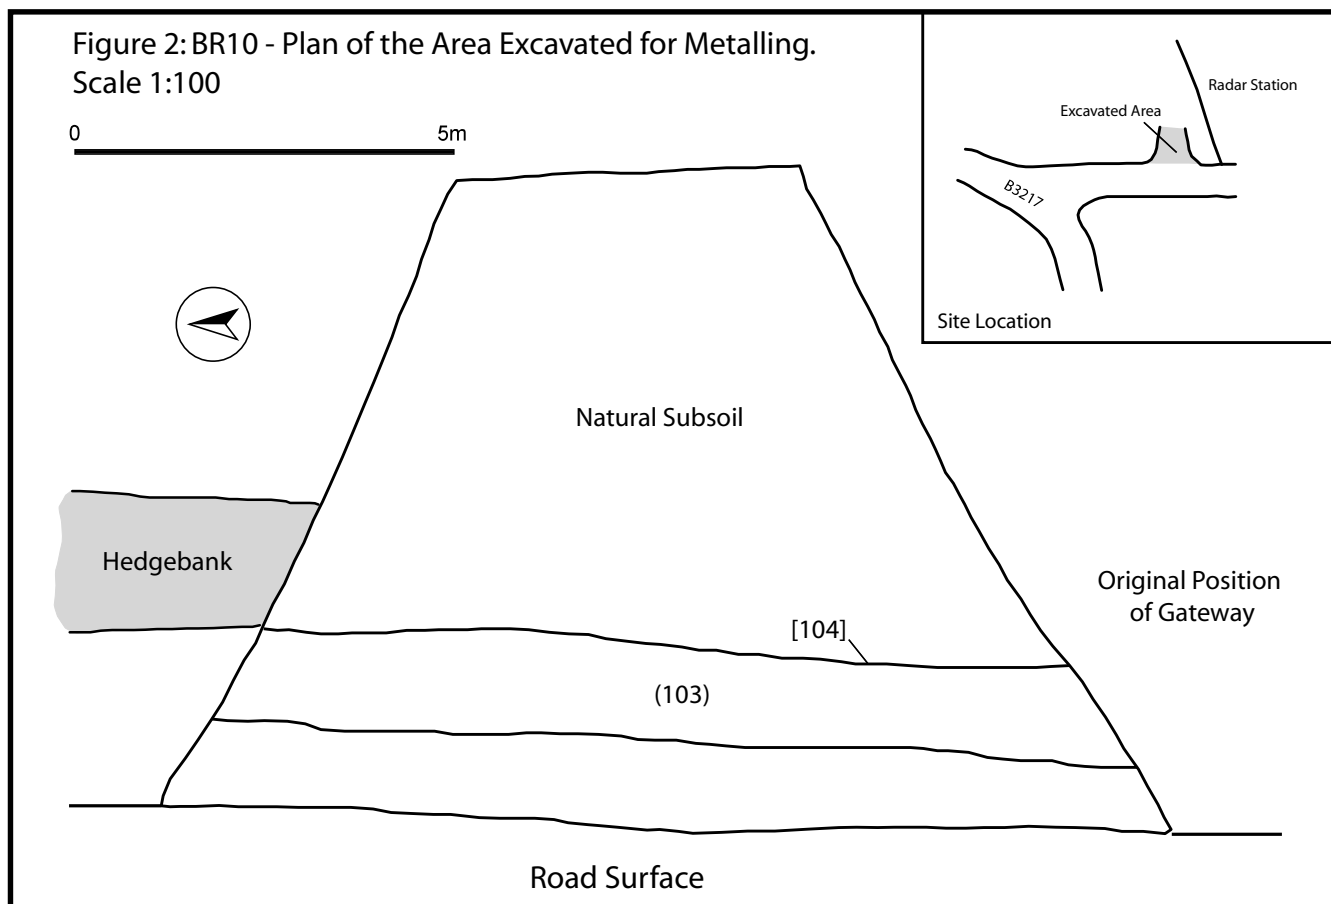 Figure 2: BR10 - Plan of the Area Excavated for Metalling.
Scale 1:100
0 5m
Radar Station
Excavated Area
B3217
Site Location
Natural Subsoil
Hedgebank
Original Position
of Gateway
[104]
(103)
Road Surface